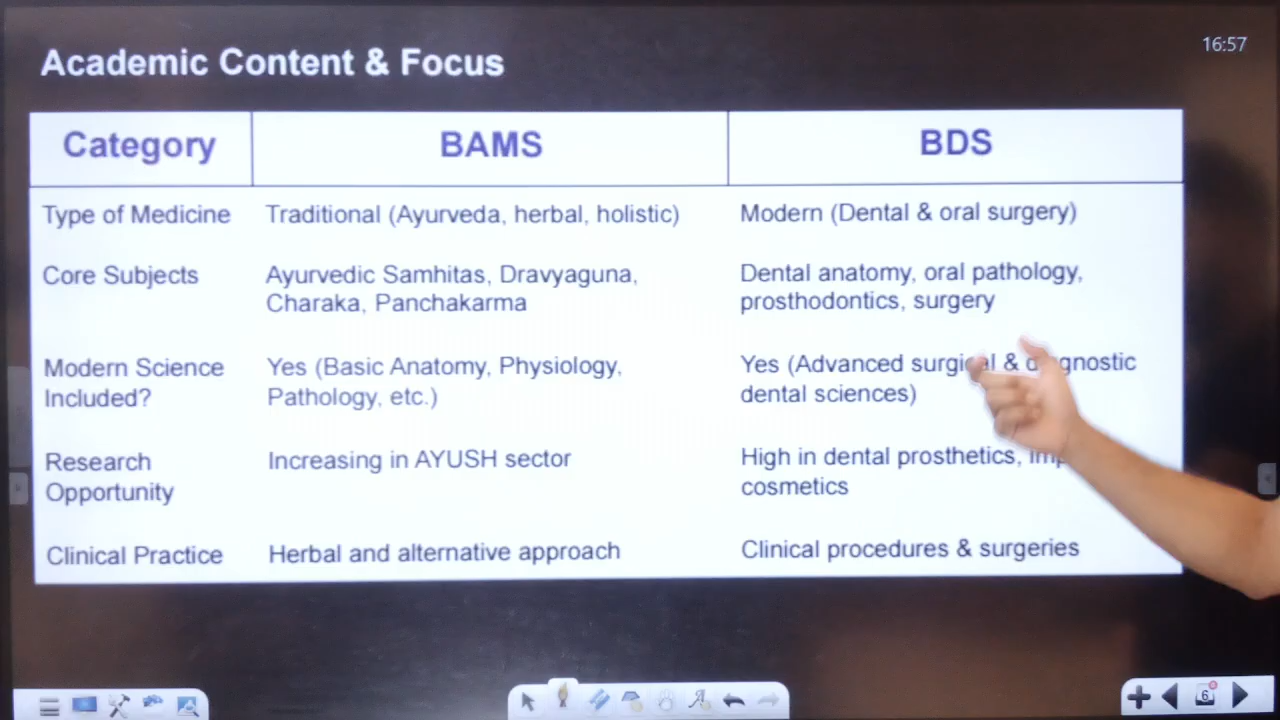 Academic Content & Focus
16:57
Category BAMS BDS
Type of Medicine Traditional (Ayurveda, herbal, holistic) Modern (Dental & oral surgery)
Core Subjects Ayurvedic Samhitas, Dravyaguna, Dental anatomy, oral pathology,
Charaka, Panchakarma prosthodontics, surgery
Modern Science Yes (Basic Anatomy, Physiology, Yes (Advanced surgical & diagnostic
Included? Pathology, etc.) dental sciences)
Research Increasing in AYUSH sector High in dental prosthetics,
Opportunity cosmetics
Clinical Practice Herbal and alternative approach Clinical procedures & surgeries
6